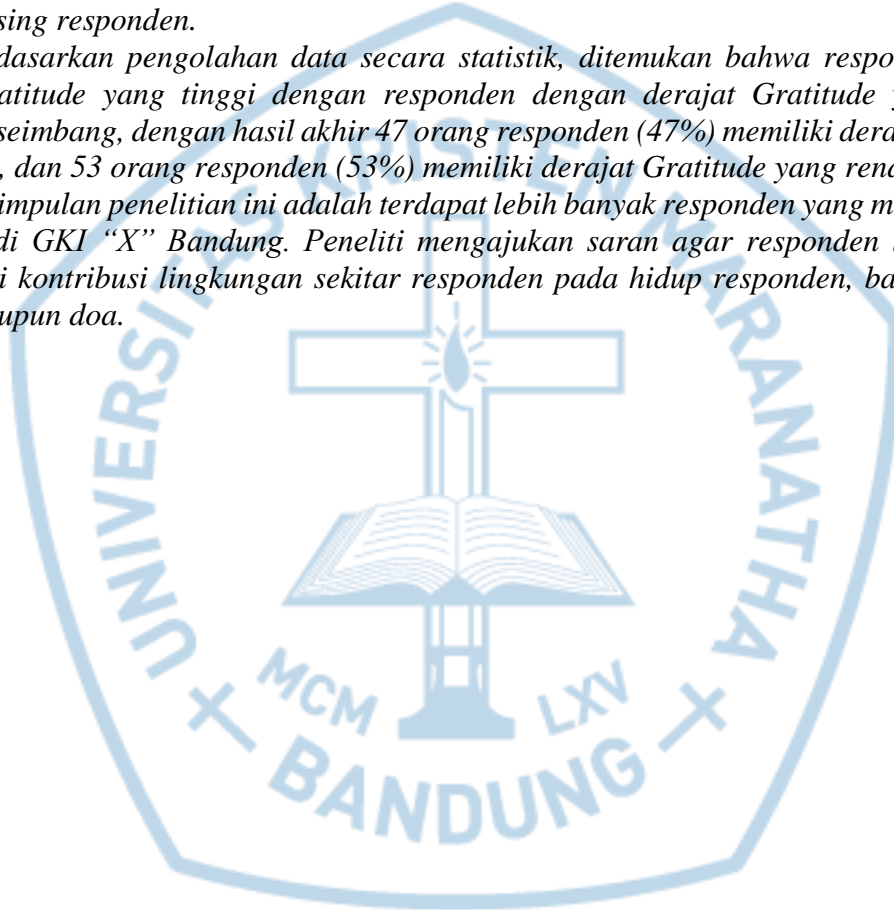 sing responden.
dasarkan pengolahan data secara statistik, ditemukan bahwa respo
atitude yang tinggi dengan responden dengan derajat Gratitude
seimbang, dengan hasil akhir 47 orang responden (47%) memiliki dera
, dan 53 orang responden (53%) memiliki derajat Gratitude yang rend
impulan penelitian ini adalah terdapat lebih banyak responden yang m
di GKI “X” Bandung. Peneliti mengajukan saran agar responden
i kontribusi lingkungan sekitar responden pada hidup responden, ba
upun doa.
UNIVERSITAS KRISTEN MARANATHA
MCM LXV
BANDUNG